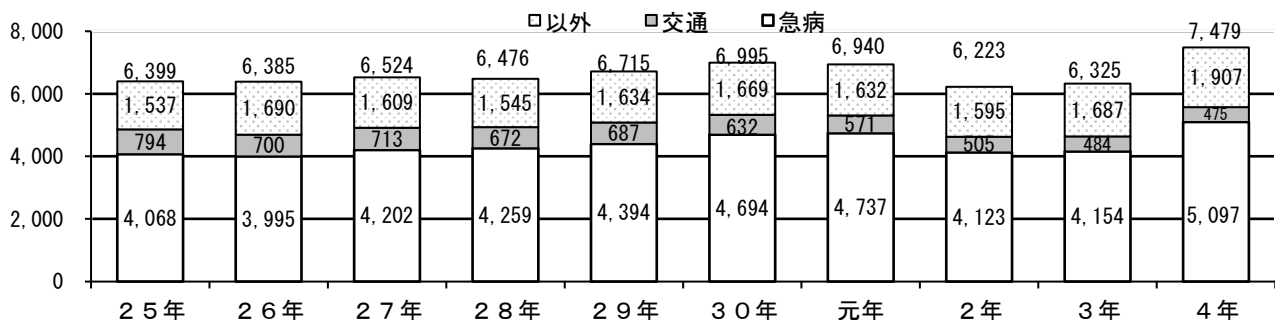 以外 交通 急病
8,000
6,000
4,000
2,000
0
6,399 6,385 6,524 6,476 6,715 6,995 6,940 6,223 6,325 7,479
1,537 1,690 1,609 1,545 1,634 1,669 1,632 1,595 1,687 1,907
794 700 713 672 687 632 571 505 484 475
4,068 3,995 4,202 4,259 4,394 4,694 4,737 4,123 4,154 5,097
25年 26年 27年 28年 29年 30年 元年 2年 3年 4年